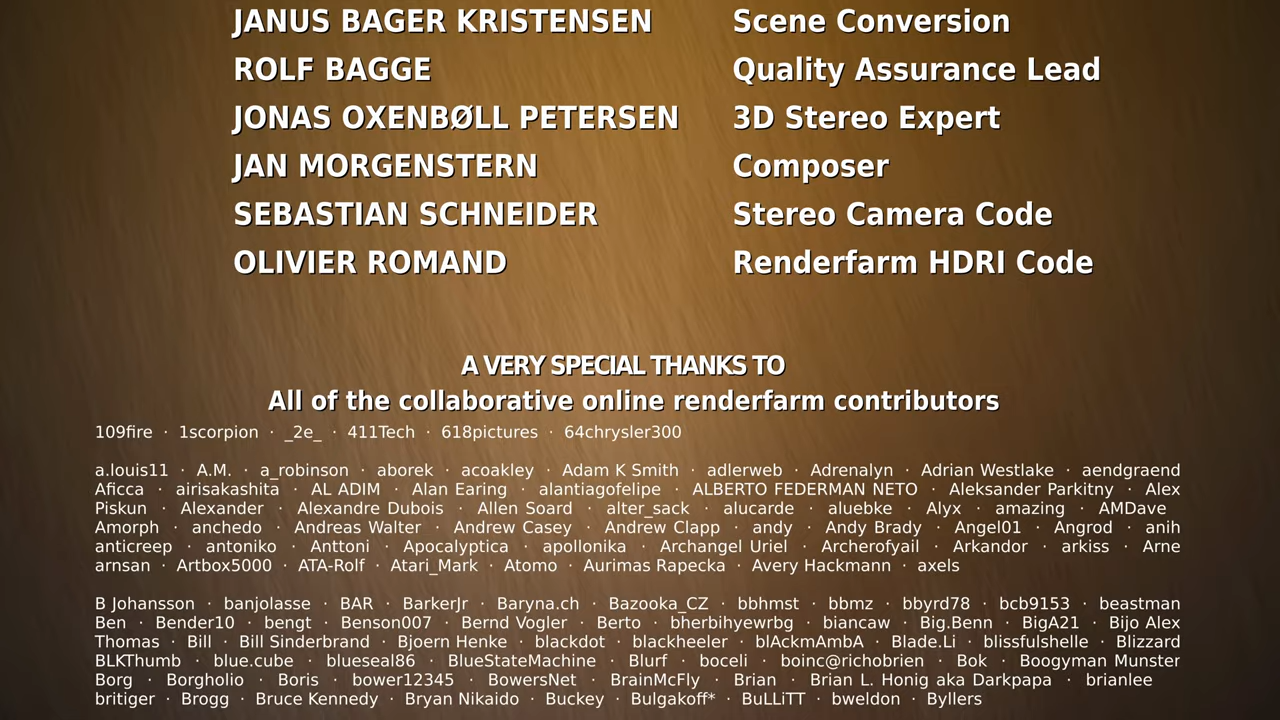 JANUS BAGER KRISTENSEN Scene Conversion
ROLF BAGGE Quality Assurance Lead
JONAS OXENBØLL PETERSEN 3D Stereo Expert
JAN MORGENSTERN Composer
SEBASTIAN SCHNEIDER Stereo Camera Code
OLIVIER ROMAND Renderfarm HDRI Code
A VERY SPECIAL THANKS TO
All of the collaborative online renderfarm contributors
109fire · 1scorpion · _2e_ · 411Tech · 618pictures · 64chrysler300
a.louis11 · A.M. · a_robinson · aborek · acoakley · Adam K Smith · adlerweb · Adrenalyn · Adrian Westlake · aendgraend
Aficca · airisakashita · AL ADIM · Alan Earing · alantiagofelipe · ALBERTO FEDERMAN NETO · Aleksander Parkitny · Alex
Piskun · Alexander · Alexandre Dubois · Allen Soard · alter_sack · alucarde · aluebke · Alyx · amazing · AMDave
Amorph · anchedo · Andreas Walter · Andrew Casey · Andrew Clapp · andy · Andy Brady · Angel01 · Angrod · anih
anticreep · antoniko · Anttoni · Apocalyptica · apollonika · Archangel Uriel · Archerofyail · Arkandor · arkiss · Arne
arnsan · Artbox5000 · ATA-Rolf · Atari_Mark · Atomo · Aurimas Rapecka · Avery Hackmann · axels
B Johansson · banjolasse · BAR · BarkerJr · Baryna.ch · Bazooka_CZ · bbhmst · bbmz · bbyrd78 · bcb9153 · beastman
Ben · Bender10 · bengt · Benson007 · Bernd Vogler · Berto · bherbihyewrbg · biancaw · Big.Benn · BigA21 · Bijo Alex
Thomas · Bill · Bill Sinderbrand · Bjoern Henke · blackdot · blackheeler · blAckmAmbA · Blade.Li · blissfulshelle · Blizzard
BLKThumb · blue.cube · blueseal86 · BlueStateMachine · Blurf · boceli · boinc@richobrien · Bok · Boogyman Munster
Borg · Borgholio · Boris · bower12345 · BowersNet · BrainMcFly · Brian · Brian L. Honig aka Darkpapa · brianlee
britiger · Brogg · Bruce Kennedy · Bryan Nikaido · Buckey · Bulgakoff* · BuLLiTT · bweldon · Byllers